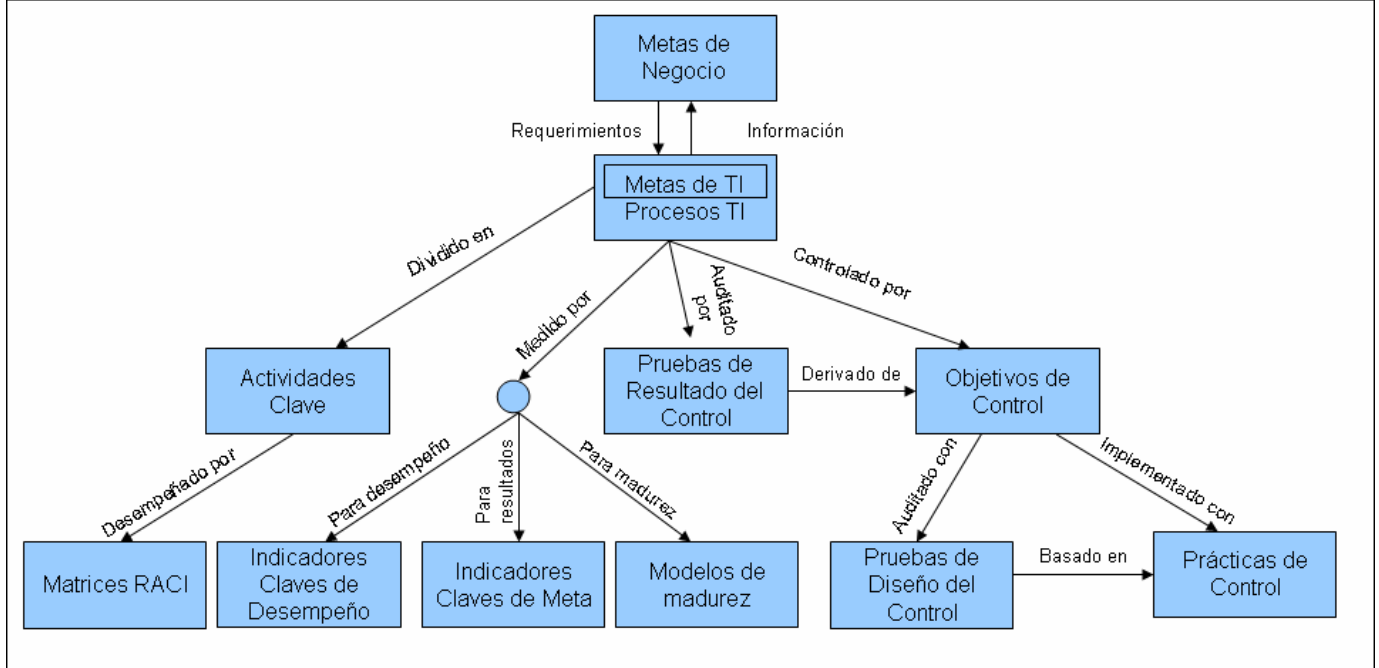 Metas de
Negocio
Requerimientos
Información
Metas de TI
Procesos TI
Dividido en
Medido por
Auditado
por
Controlado por
Actividades
Clave
Pruebas de
Resultado del
Control
Derivado de
Objetivos de
Control
Desempeñado por
Para desempeño
Para
resultados
Para madurez
Auditado con
Implementado con
Matrices RACI
Indicadores
Claves de
Desempeño
Indicadores
Claves de Meta
Modelos de
madurez
Pruebas de
Diseño del
Control
Basado en
Prácticas de
Control